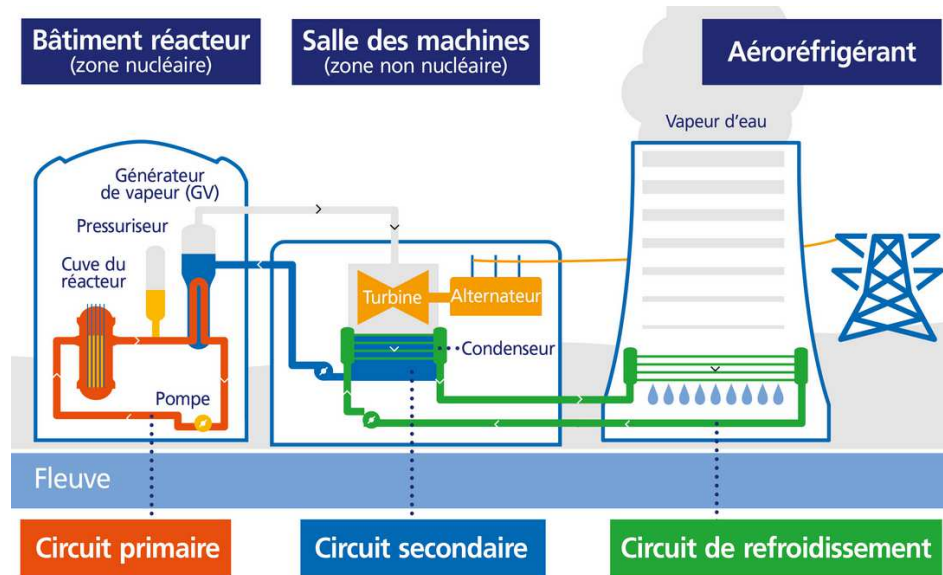 Bâtiment réacteur
(zone nucléaire)
Salle des machines
(zone non nucléaire)
Aéroréfrigérant
Vapeur d'eau
Générateur
de vapeur (GV)
Pressuriseur
Cuve du
réacteur
Turbine
Alternateur
Condenseur
Pompe
Fleuve
Circuit primaire
Circuit secondaire
Circuit de refroidissement